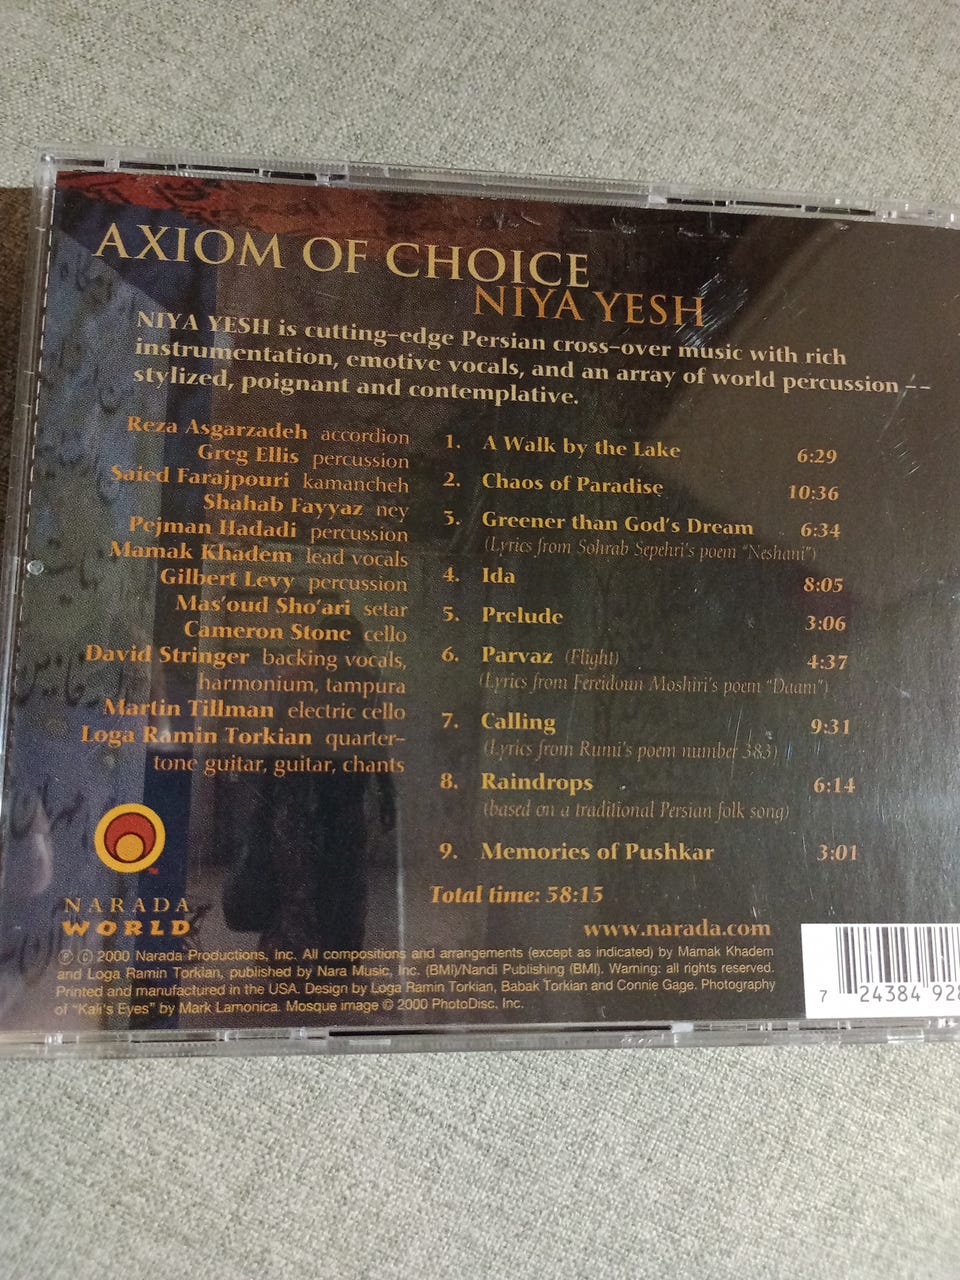 AXIOM OF CHOICE
NIYA YESH
NIYA YESH is cutting-edge Persian cross-over music with rich
instrumentation, emotive vocals, and an array of world percussion --
stylized, poignant and contemplative.
Reza Asgarzadeh accordion
Greg Ellis percussion
Saied Farajpouri kamancheh
Shahab Fayyaz ney
Pejman Hadadi percussion
Mamak Khadem lead vocals
Gilbert Levy percussion
Mas'oud Sho'ari setar
Cameron Stone cello
David Stringer backing vocals,
harmonium, tampura
Martin Tillman electric cello
Loga Ramin Torkian quarter-
tone guitar, guitar, chants
1. A Walk by the Lake 6:29
2. Chaos of Paradise 10:36
3. Greener than God's Dream 6:34
(Lyrics from Sohrab Sepehri's poem "Neshani")
4. Ida 8:05
5. Prelude 3:06
6. Parvaz (Flight) 4:37
(Lyrics from Fereidoun Moshiri's poem "Daam")
7. Calling 9:31
(Lyrics from Rumi's poem number 383)
8. Raindrops 6:14
(based on a traditional Persian folk song)
9. Memories of Pushkar 3:01
Total time: 58:15
www.narada.com
NARADA
WORLD
℗ © 2000 Narada Productions, Inc. All compositions and arrangements (except as indicated) by Mamak Khadem
and Loga Ramin Torkian, published by Nara Music, Inc. (BMI)/Nandi Publishing (BMI). Warning: all rights reserved.
Printed and manufactured in the USA. Design by Loga Ramin Torkian, Babak Torkian and Connie Gage. Photography
of "Kali's Eyes" by Mark Lamonica. Mosque image © 2000 PhotoDisc, Inc.
7 24384 928